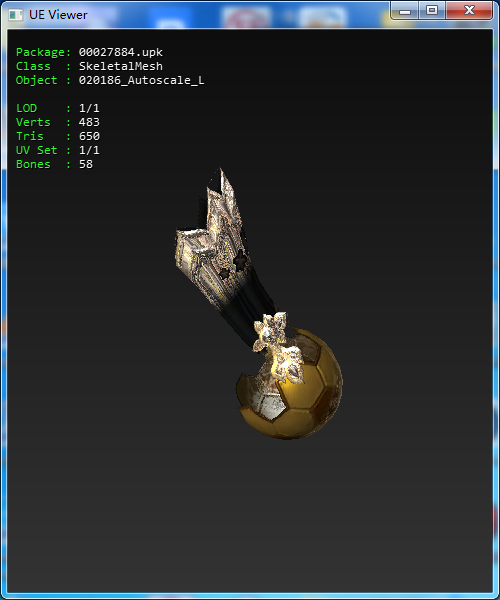 UE Viewer
Package: 00027884.upk
Class : SkeletalMesh
Object : 020186_Autoscale_L
LOD : 1/1
Verts : 483
Tris : 650
UV Set : 1/1
Bones : 58